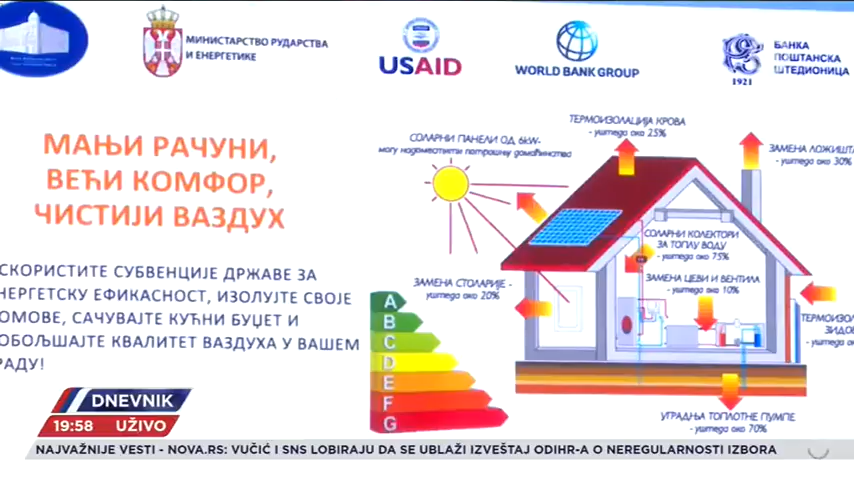 МИНИСТАРСТВО РУДАРСТВА
И ЕНЕРГЕТИКЕ
USAID
WORLD BANK GROUP
1921
БАНКА
ПОШТАНСКА
ШТЕДИОНИЦА
МАЊИ РАЧУНИ,
ВЕЋИ КОМФОР,
ЧИСТИЈИ ВАЗДУХ
СКОРИСТИТЕ СУБВЕНЦИЈЕ ДРЖАВЕ ЗА
НЕРГЕТСКУ ЕФИКАСНОСТ, ИЗОЛУЈТЕ СВОЈЕ
ОМОВЕ, САЧУВАЈТЕ КУЋНИ БУЏЕТ И
ОБОЉШАЈТЕ КВАЛИТЕТ ВАЗДУХА У ВАШЕМ
РАДУ!
СОЛАРНИ ПАНЕЛИ ОД 6kW-
могу надоместити потрошњу домаћинства
ТЕРМОИЗОЛАЦИЈА КРОВА
- уштеда око 25%
ЗАМЕНА ЛОЖИШТА
- уштеда око 30%
СОЛАРНИ КОЛЕКТОРИ
ЗА ТОПЛУ ВОДУ
- уштеда око 75%
ЗАМЕНА СТОЛАРИЈЕ -
уштеда око 20%
ЗАМЕНА ЦЕВИ И ВЕНТИЛА
- уштеда око 10%
ТЕРМОИЗОЛ
ЗИДО
- уштеда ок
УГРАДЊА ТОПЛОТНЕ ПУМПЕ
- уштеда око 70%
A
B
C
D
E
F
G
DNEVNIK
19:58 UŽIVO
NAJVAŽNIJE VESTI - NOVA.RS: VUČIĆ I SNS LOBIRAJU DA SE UBLAŽI IZVEŠTAJ ODIHR-A O NEREGULARNOSTI IZBORA